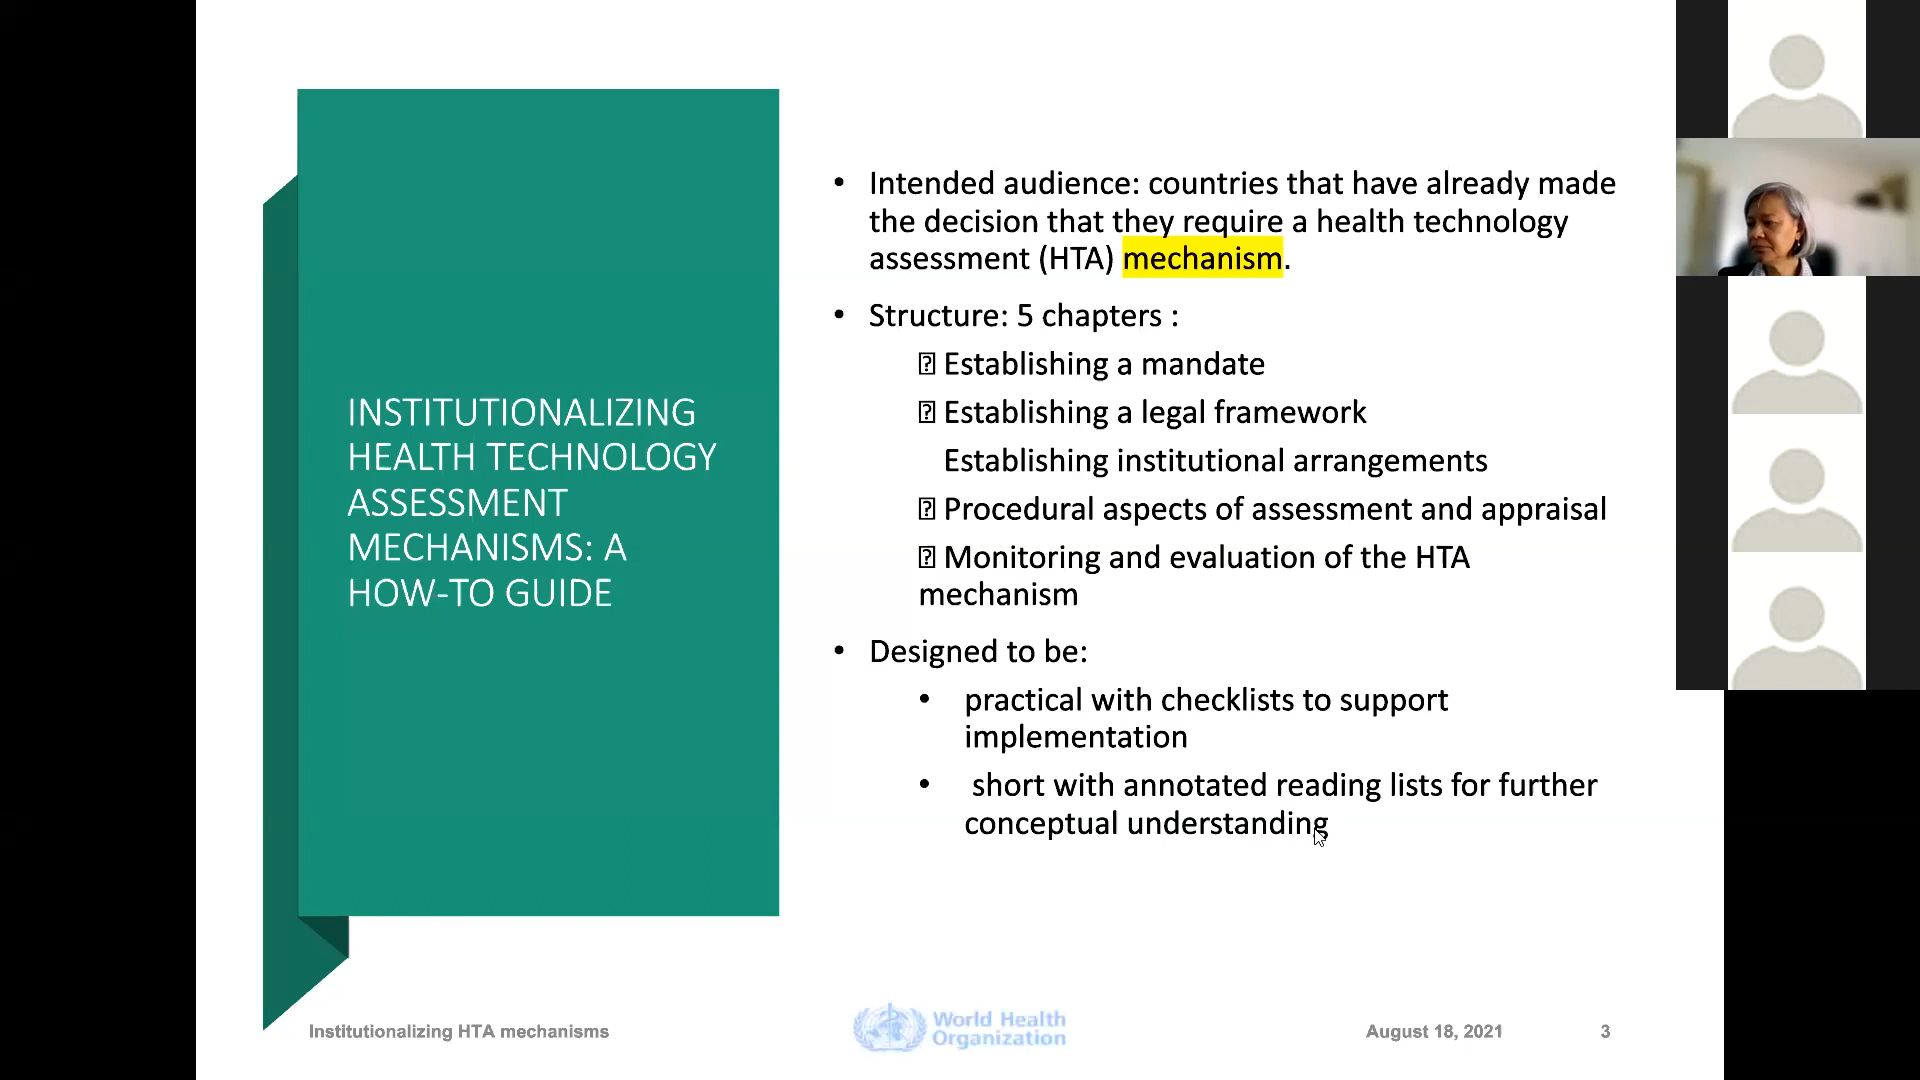 INSTITUTIONALIZING
HEALTH TECHNOLOGY
ASSESSMENT
MECHANISMS: A
HOW-TO GUIDE
• Intended audience: countries that have already made
the decision that they require a health technology
assessment (HTA) mechanism.
• Structure: 5 chapters :
⍰ Establishing a mandate
⍰ Establishing a legal framework
Establishing institutional arrangements
⍰ Procedural aspects of assessment and appraisal
⍰ Monitoring and evaluation of the HTA
mechanism
• Designed to be:
• practical with checklists to support
implementation
• short with annotated reading lists for further
conceptual understanding
Institutionalizing HTA mechanisms
World Health
Organization
August 18, 2021
3